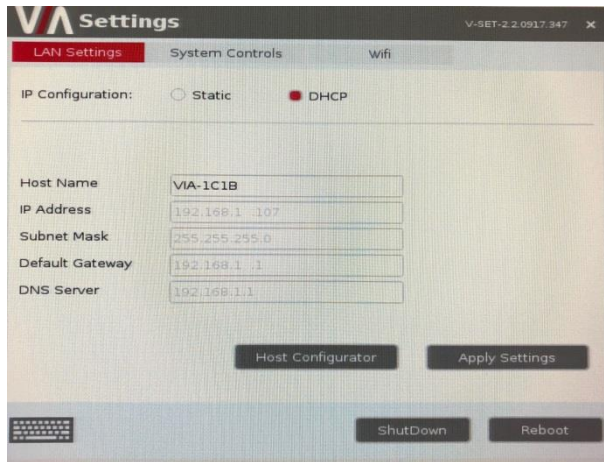 VIA Settings V-SET-2.2.0917.347 ×
LAN Settings System Controls Wifi
IP Configuration: Static DHCP
Host Name VIA-1C1B
IP Address 192.168.1 .107
Subnet Mask 255.255.255.0
Default Gateway 192.168.1 .1
DNS Server 192.168.1.1
Host Configurator Apply Settings
ShutDown Reboot